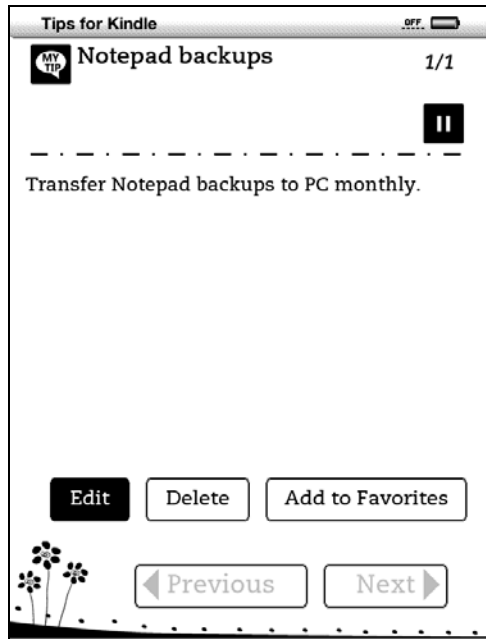 Tips for Kindle OFF
MY TIP Notepad backups 1/1
Transfer Notepad backups to PC monthly.
Edit Delete Add to Favorites
Previous Next